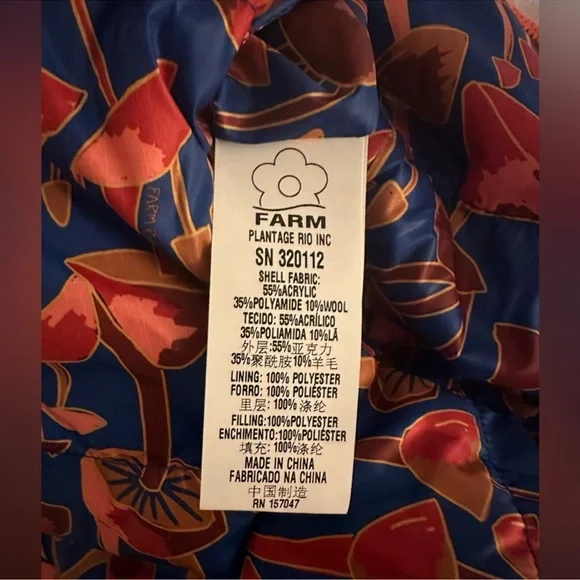 FARM
PLANTAGE RIO INC
SN 320112
SHELL FABRIC:
55%ACRYLIC
35%POLYAMIDE 10%WOOL
TECIDO: 55%ACRÍLICO
35%POLIAMIDA 10%LÃ
外层:55%亚克力
35%聚酰胺10%羊毛
LINING: 100% POLYESTER
FORRO: 100% POLIÉSTER
里层: 100% 涤纶
FILLING:100%POLYESTER
ENCHIMENTO:100%POLIÉSTER
填充: 100%涤纶
MADE IN CHINA
FABRICADO NA CHINA
中国制造
RN 157047
FARM